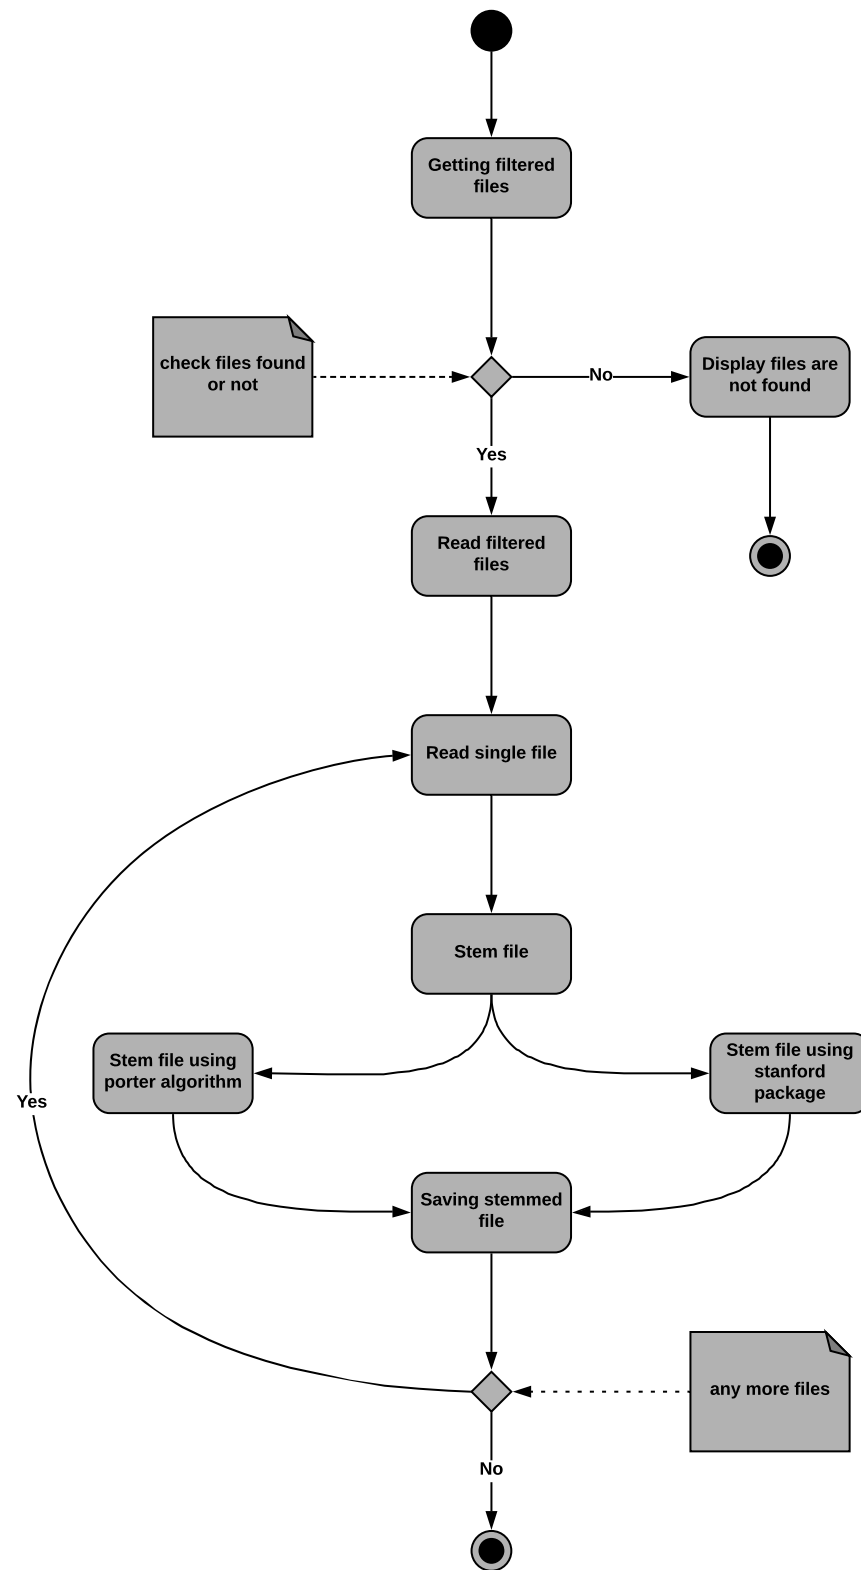 Getting filtered
files
check files found
or not
No
Display files are
not found
Yes
Read filtered
files
Read single file
Stem file
Stem file using
porter algorithm
Stem file using
stanford
package
Yes
Saving stemmed
file
any more files
No